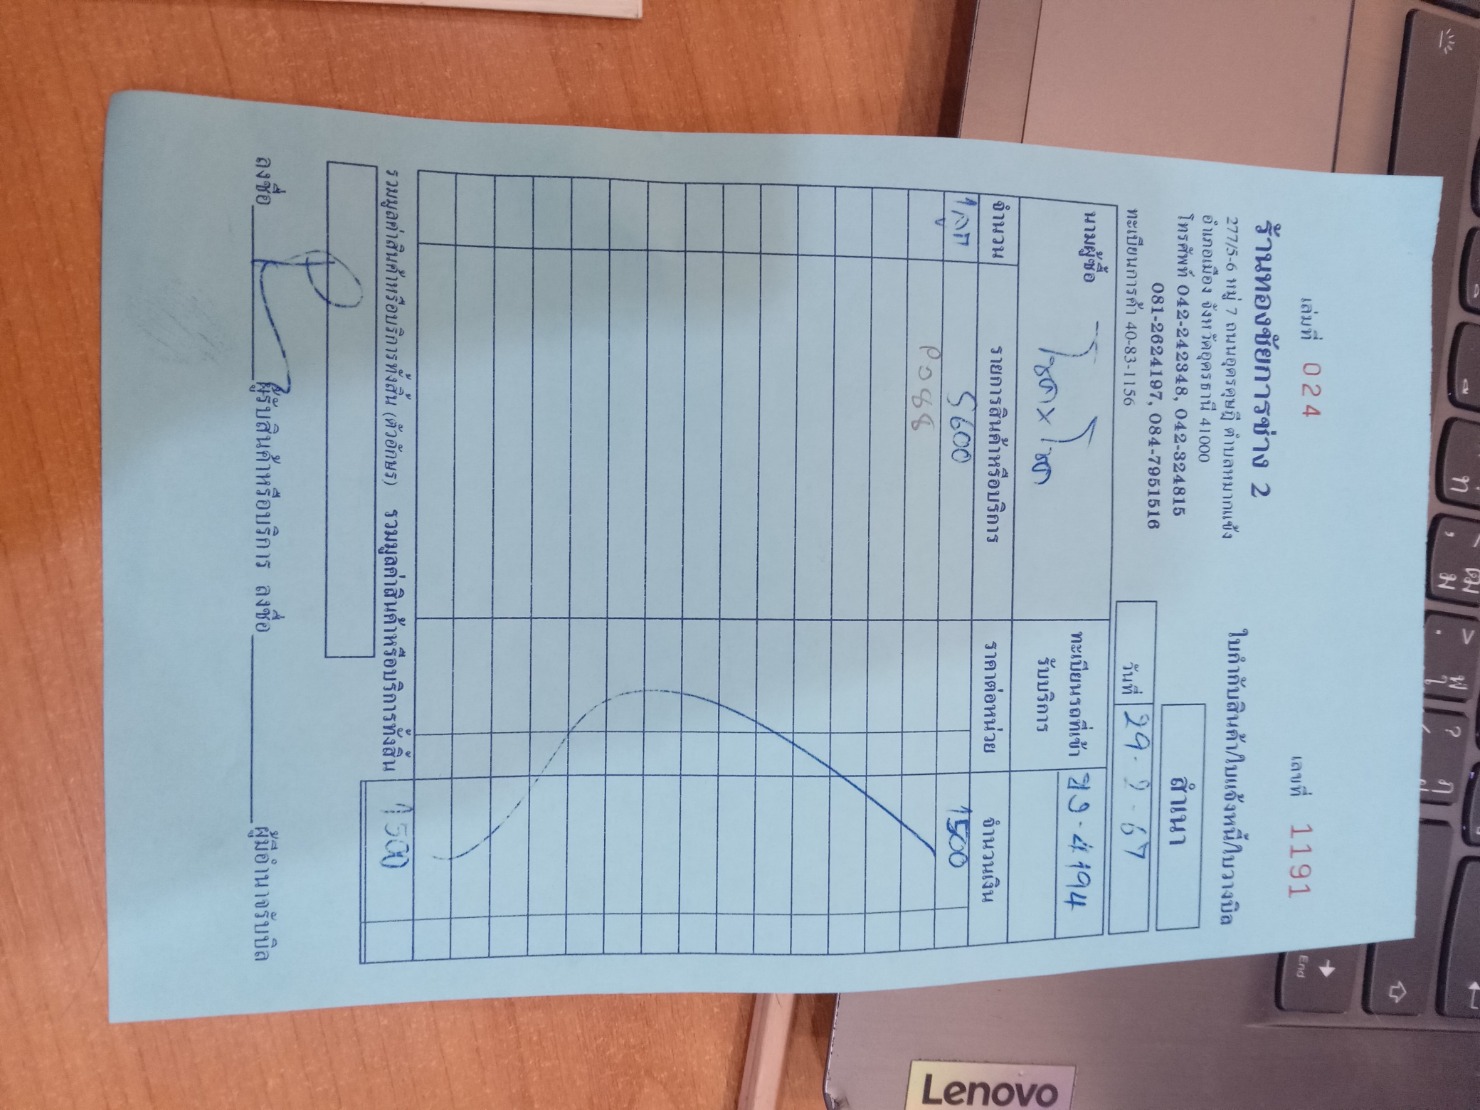 เล่มที่ 024
เลขที่ 1191
ร้านทองชัยการช่าง 2
277/5-6 หมู่ 7 ถนนอุดรดุษฎี ตำบลหมากแข้ง
อำเภอเมือง จังหวัดอุดรธานี 41000
โทรศัพท์ 042-242348, 042-324815
081-2624197, 084-7951516
ทะเบียนการค้า 40-83-1156
ใบกำกับสินค้า/ใบแจ้งหนี้/ใบวางบิล
สำเนา
วันที่ 29-2-67
นามผู้ซื้อ
ทะเบียนรถที่เข้ารับบริการ 4194
จำนวน รายการสินค้าหรือบริการ ราคาต่อหน่วย จำนวนเงิน
1 ลูก 5600 1500
รวมมูลค่าสินค้าหรือบริการทั้งสิ้น (ตัวอักษร) รวมมูลค่าสินค้าหรือบริการทั้งสิ้น 1500
ลงชื่อ ผู้รับสินค้าหรือบริการ ลงชื่อ ผู้มีอำนาจรับบิล
Lenovo
End